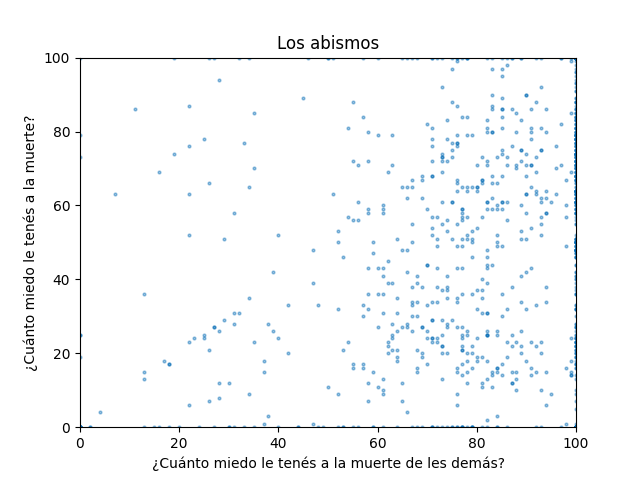 Los abismos
¿Cuánto miedo le tenés a la muerte?
100
80
60
40
20
0
0 20 40 60 80 100
¿Cuánto miedo le tenés a la muerte de les demás?